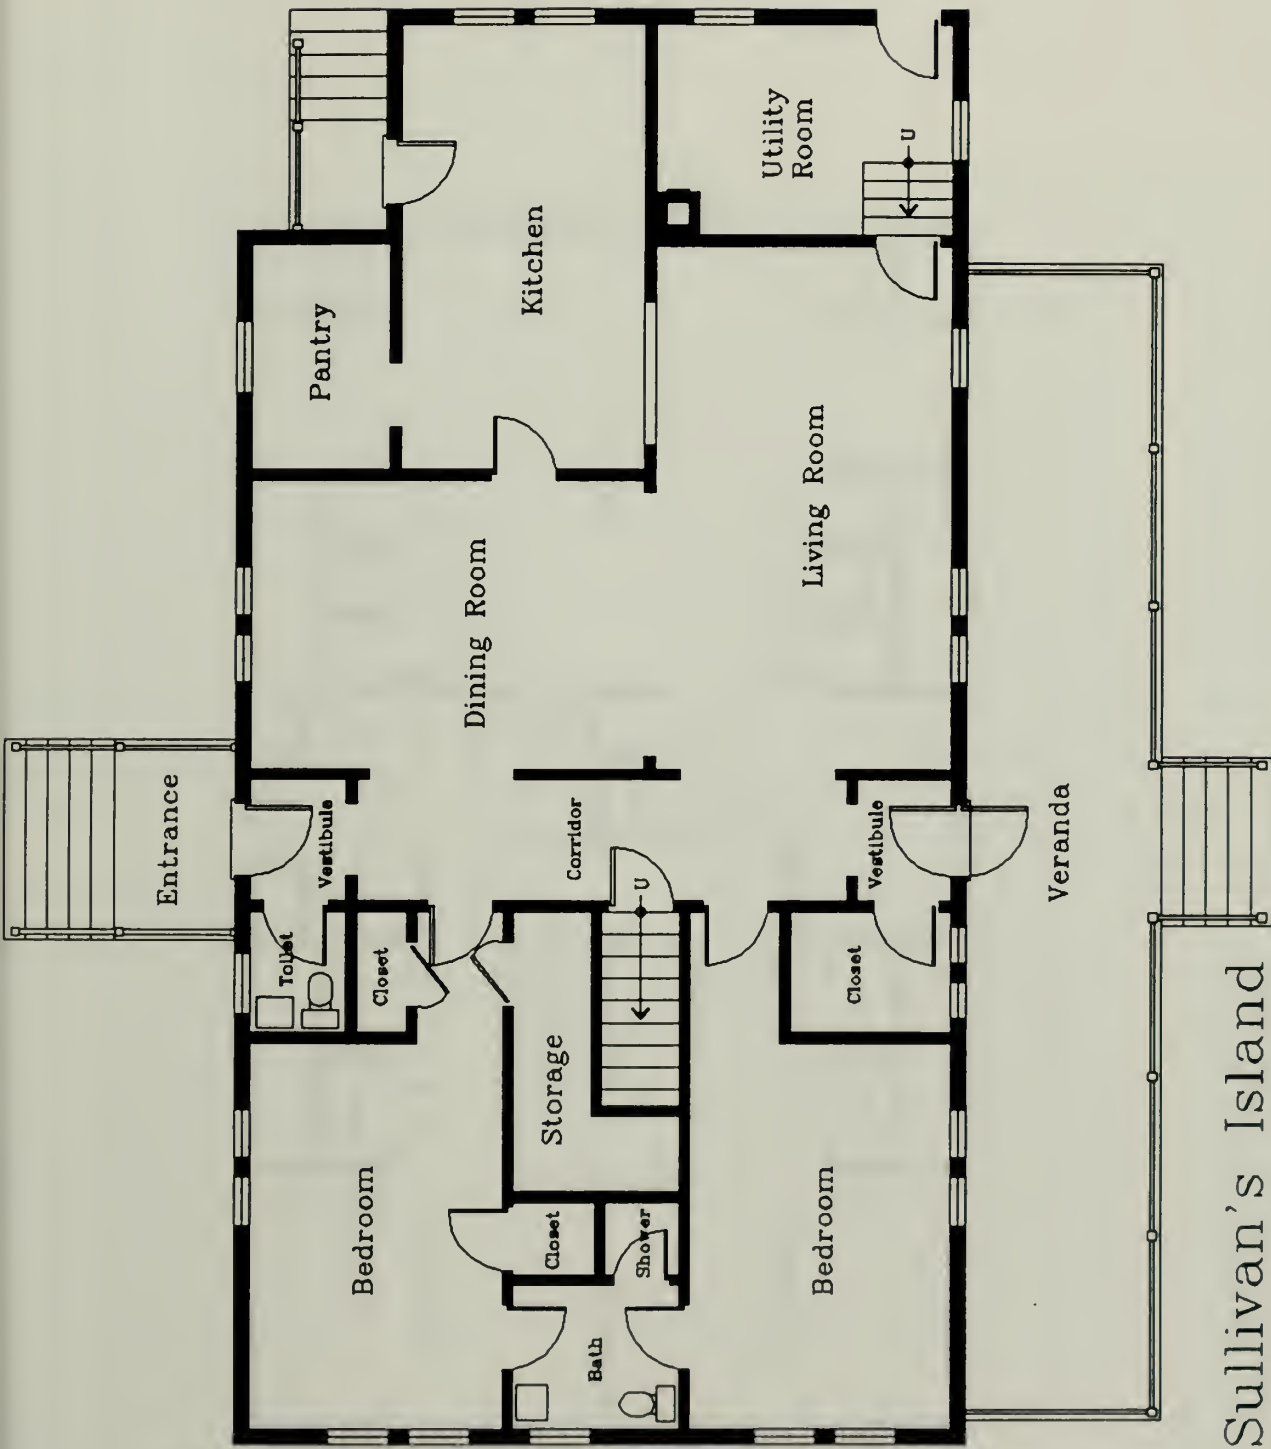 Entrance
Toilet
Vestibule
Pantry
Bedroom
Closet
Dining Room
Kitchen
Closet
Storage
Corridor
Bath
Shower
U
Utility
Room
Living Room
Bedroom
Closet
Vestibule
U
Veranda
Sullivan's Island